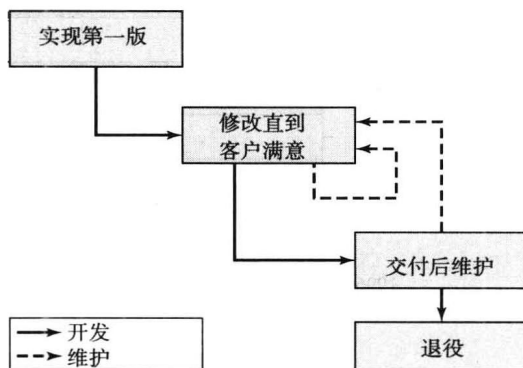 实现第一版
修改直到
客户满意
交付后维护
开发
维护
退役